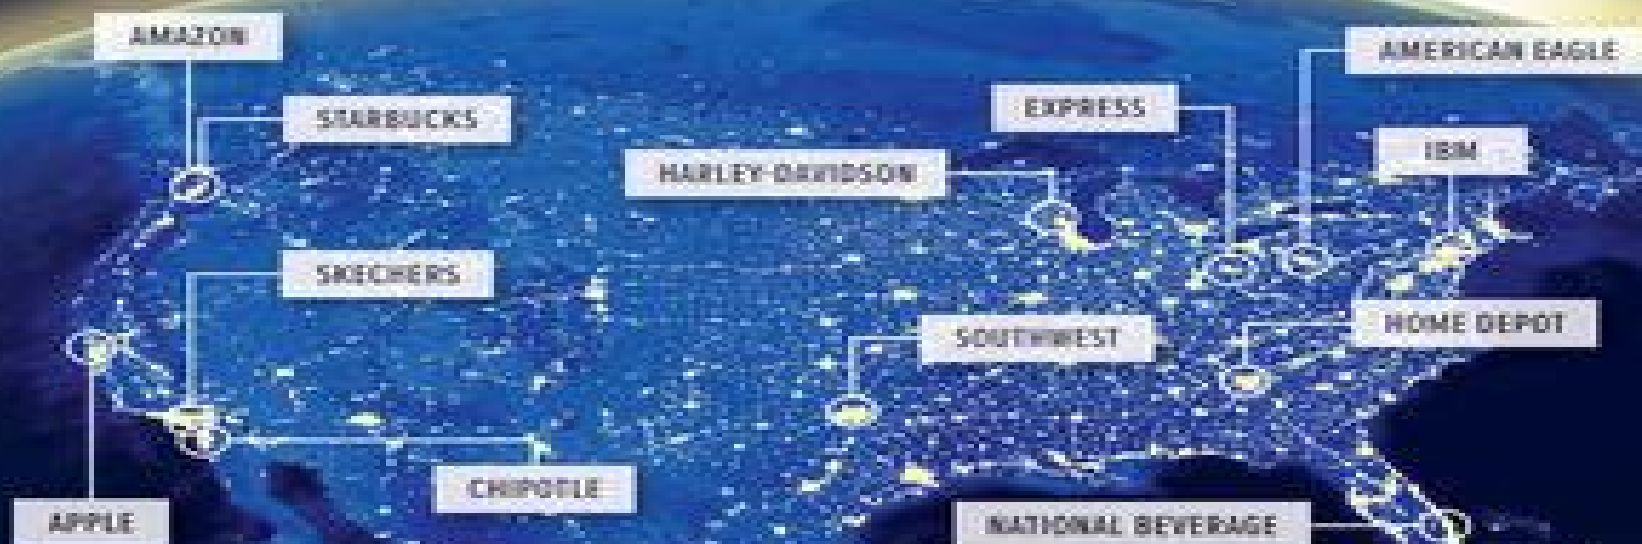 AMAZON
AMERICAN EAGLE
STARBUCKS
EXPRESS
IBM
HARLEY-DAVIDSON
SKECHERS
HOME DEPOT
SOUTHWEST
CHIPOTLE
APPLE
NATIONAL BEVERAGE